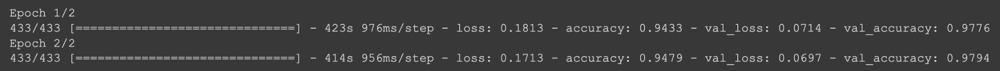 Epoch 1/2
433/433 [==============================] - 423s 976ms/step - loss: 0.1813 - accuracy: 0.9433 - val_loss: 0.0714 - val_accuracy: 0.9776
Epoch 2/2
433/433 [==============================] - 414s 956ms/step - loss: 0.1713 - accuracy: 0.9479 - val_loss: 0.0697 - val_accuracy: 0.9794